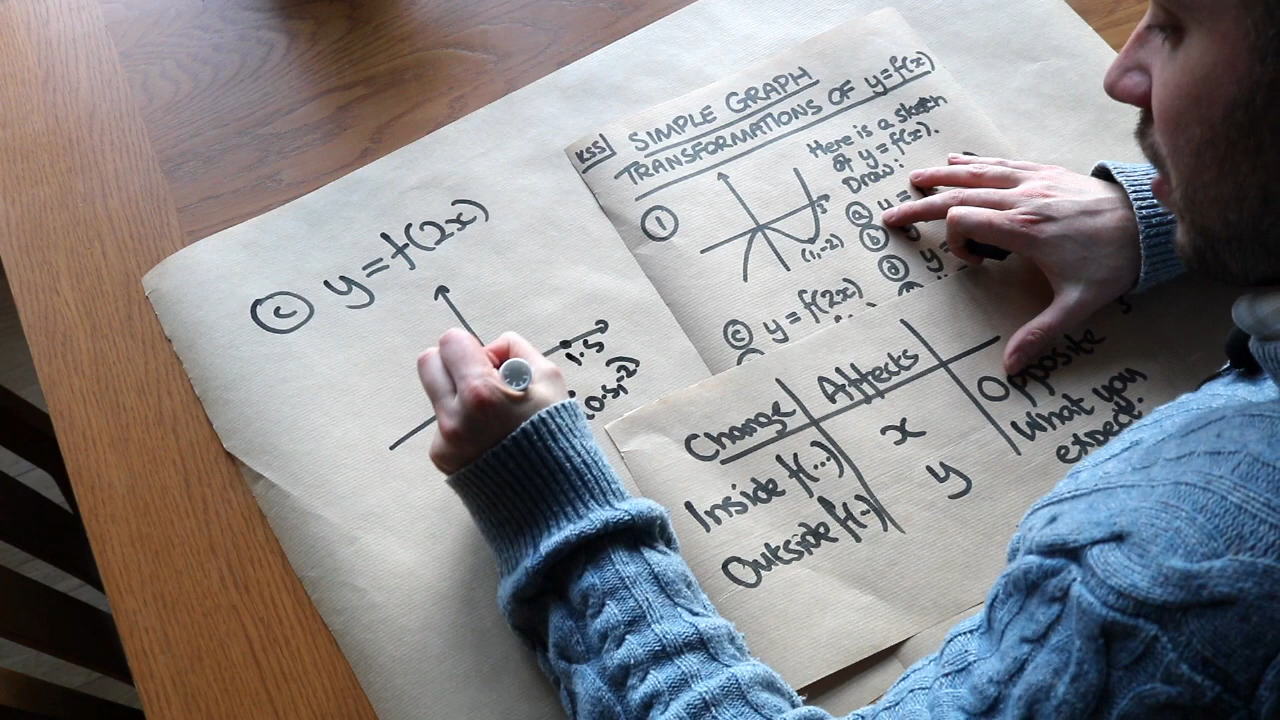 KS5 SIMPLE GRAPH
TRANSFORMATIONS OF y=f(x)
1
Here is a sketch
of y=f(x).
Draw:
3
(1,-2)
a y=
b
d y=
c y=f(2x)
c y=f(2x)
1.5
(0.5,-2)
Change Affects
Inside f(...) x Opposite
What you
expect.
Outside f(..) y